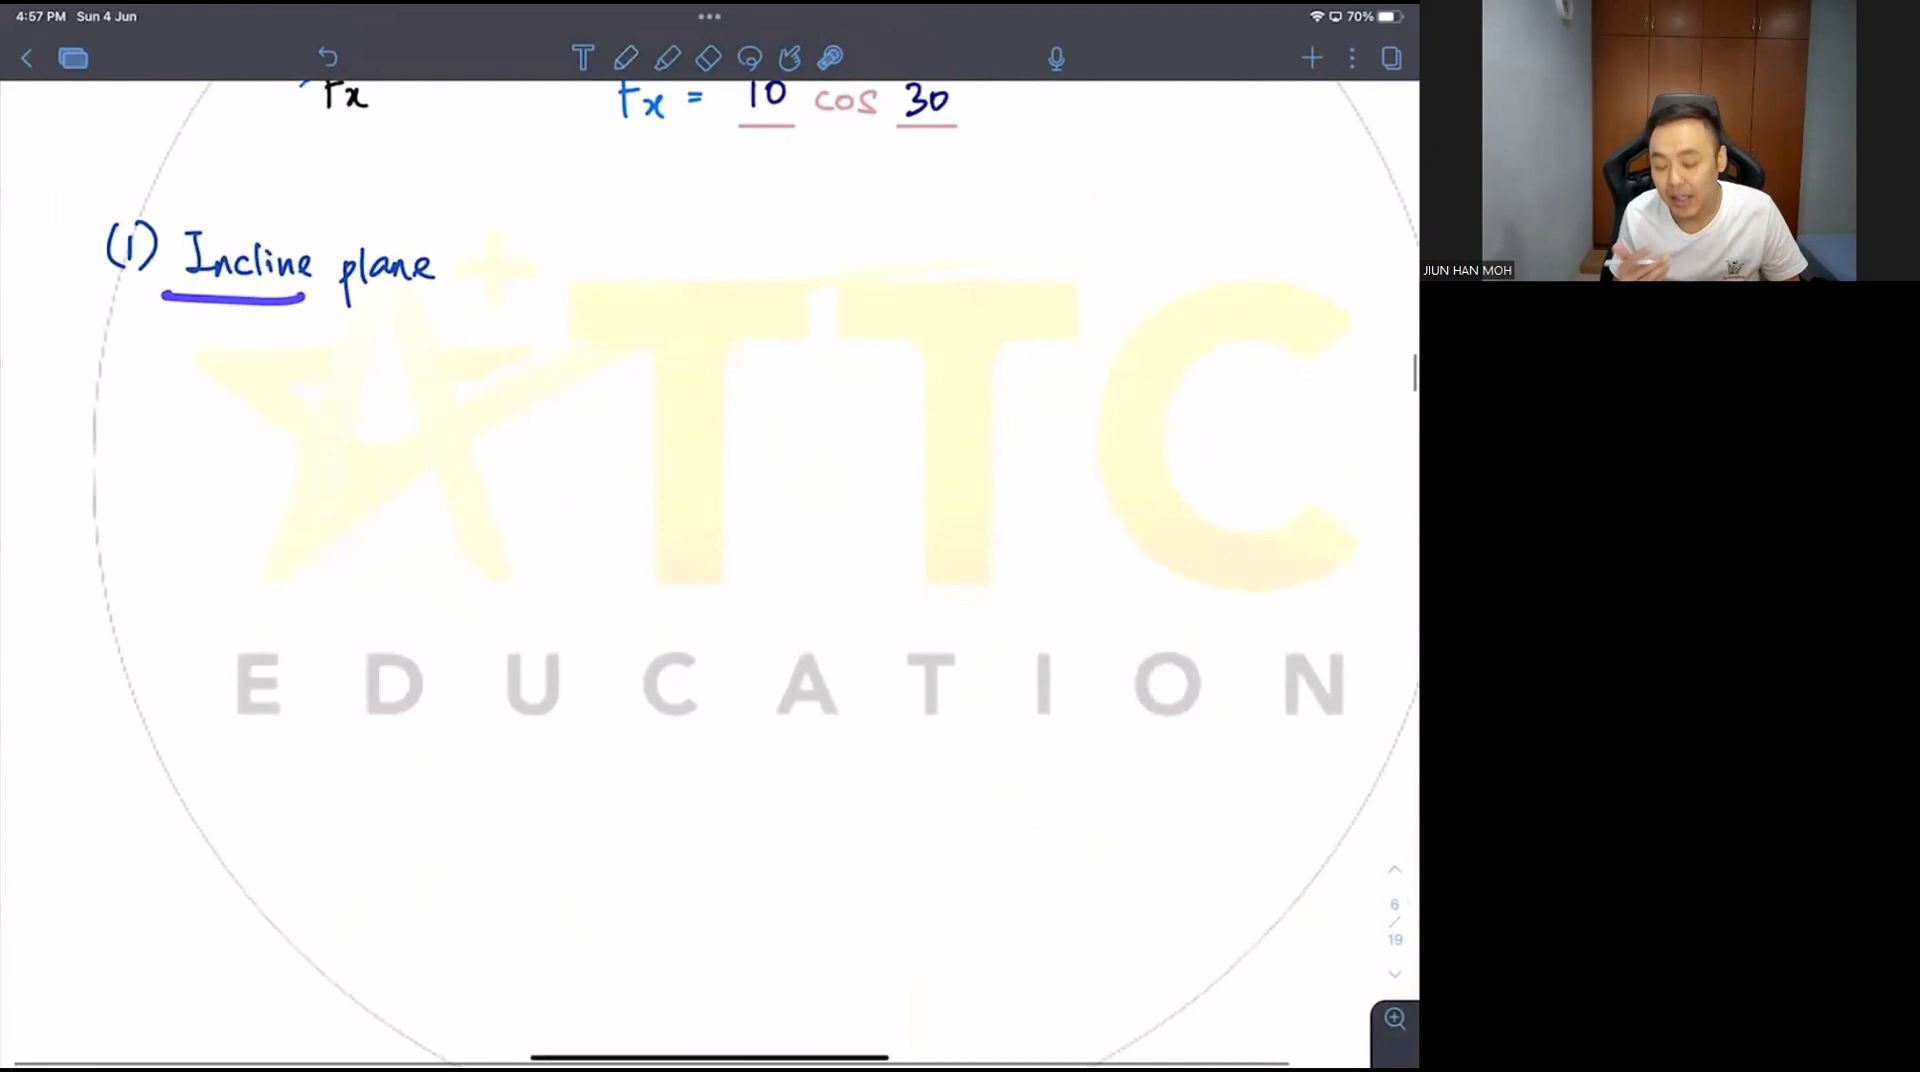 4:57 PM Sun 4 Jun
70%
Fx
Fx = 10 cos 30
(1) Incline plane
TTC
EDUCATION
JIUN HAN MOH
6
/
19